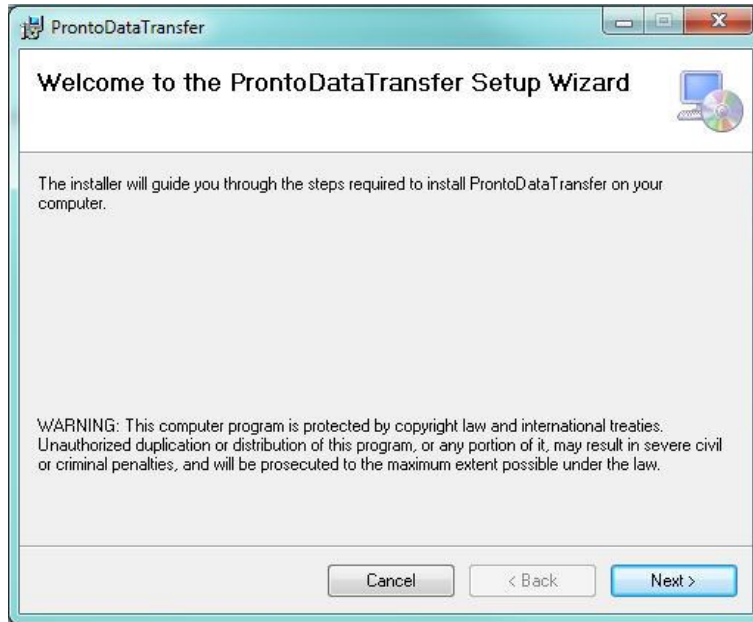 ProntoDataTransfer
Welcome to the ProntoDataTransfer Setup Wizard
The installer will guide you through the steps required to install ProntoDataTransfer on your
computer.
WARNING: This computer program is protected by copyright law and international treaties.
Unauthorized duplication or distribution of this program, or any portion of it, may result in severe civil
or criminal penalties, and will be prosecuted to the maximum extent possible under the law.
Cancel
< Back
Next >